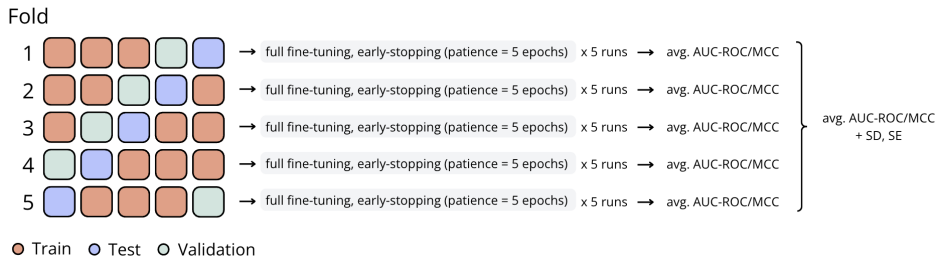 Fold
1 → full fine-tuning, early-stopping (patience = 5 epochs) x 5 runs → avg. AUC-ROC/MCC
2 → full fine-tuning, early-stopping (patience = 5 epochs) x 5 runs → avg. AUC-ROC/MCC
3 → full fine-tuning, early-stopping (patience = 5 epochs) x 5 runs → avg. AUC-ROC/MCC
4 → full fine-tuning, early-stopping (patience = 5 epochs) x 5 runs → avg. AUC-ROC/MCC
5 → full fine-tuning, early-stopping (patience = 5 epochs) x 5 runs → avg. AUC-ROC/MCC
avg. AUC-ROC/MCC
+ SD, SE
Train Test Validation